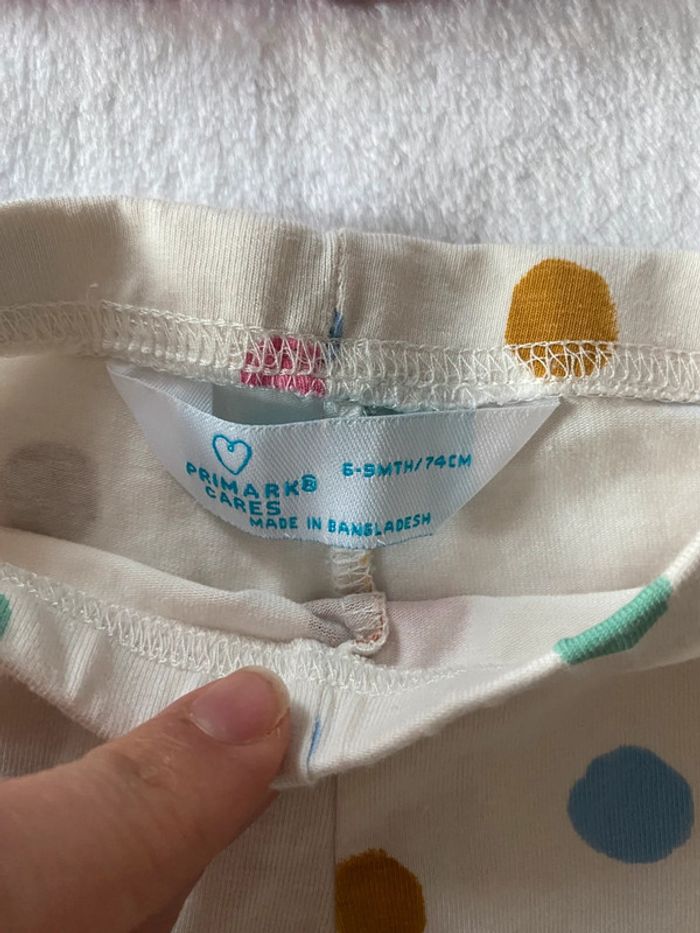 PRIMARK®
CARES
6-9MTH/74CM
MADE IN BANGLADESH